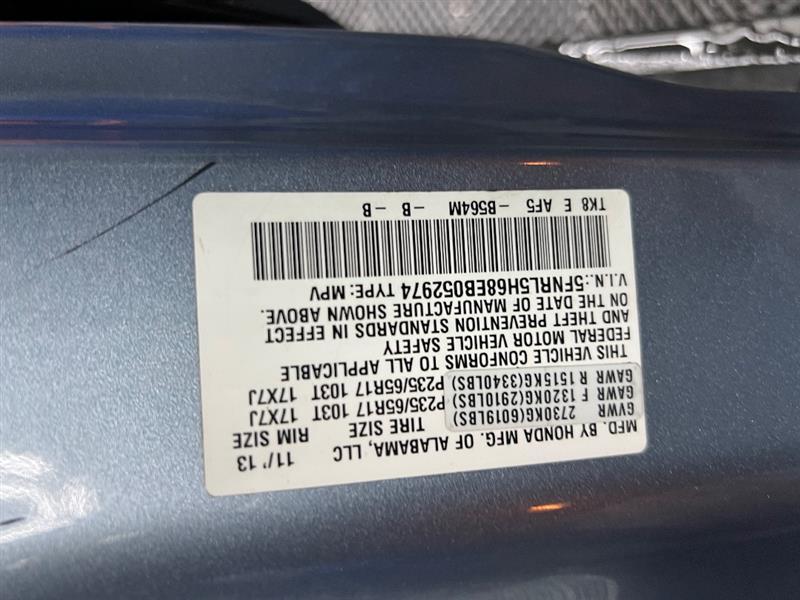 MFD. BY HONDA MFG. OF ALABAMA, LLC 11/'13
GVWR 2730KG(6019LBS) TIRE SIZE RIM SIZE
GAWR F 1320KG(2910LBS) P235/65R17 103T 17X7J
GAWR R 1515KG(3340LBS) P235/65R17 103T 17X7J
THIS VEHICLE CONFORMS TO ALL APPLICABLE
FEDERAL MOTOR VEHICLE SAFETY
AND THEFT PREVENTION STANDARDS IN EFFECT
ON THE DATE OF MANUFACTURE SHOWN ABOVE.
V.I.N.:5FNRL5H68EB052974 TYPE: MPV
TK8 E AF5 -B564M - B - B